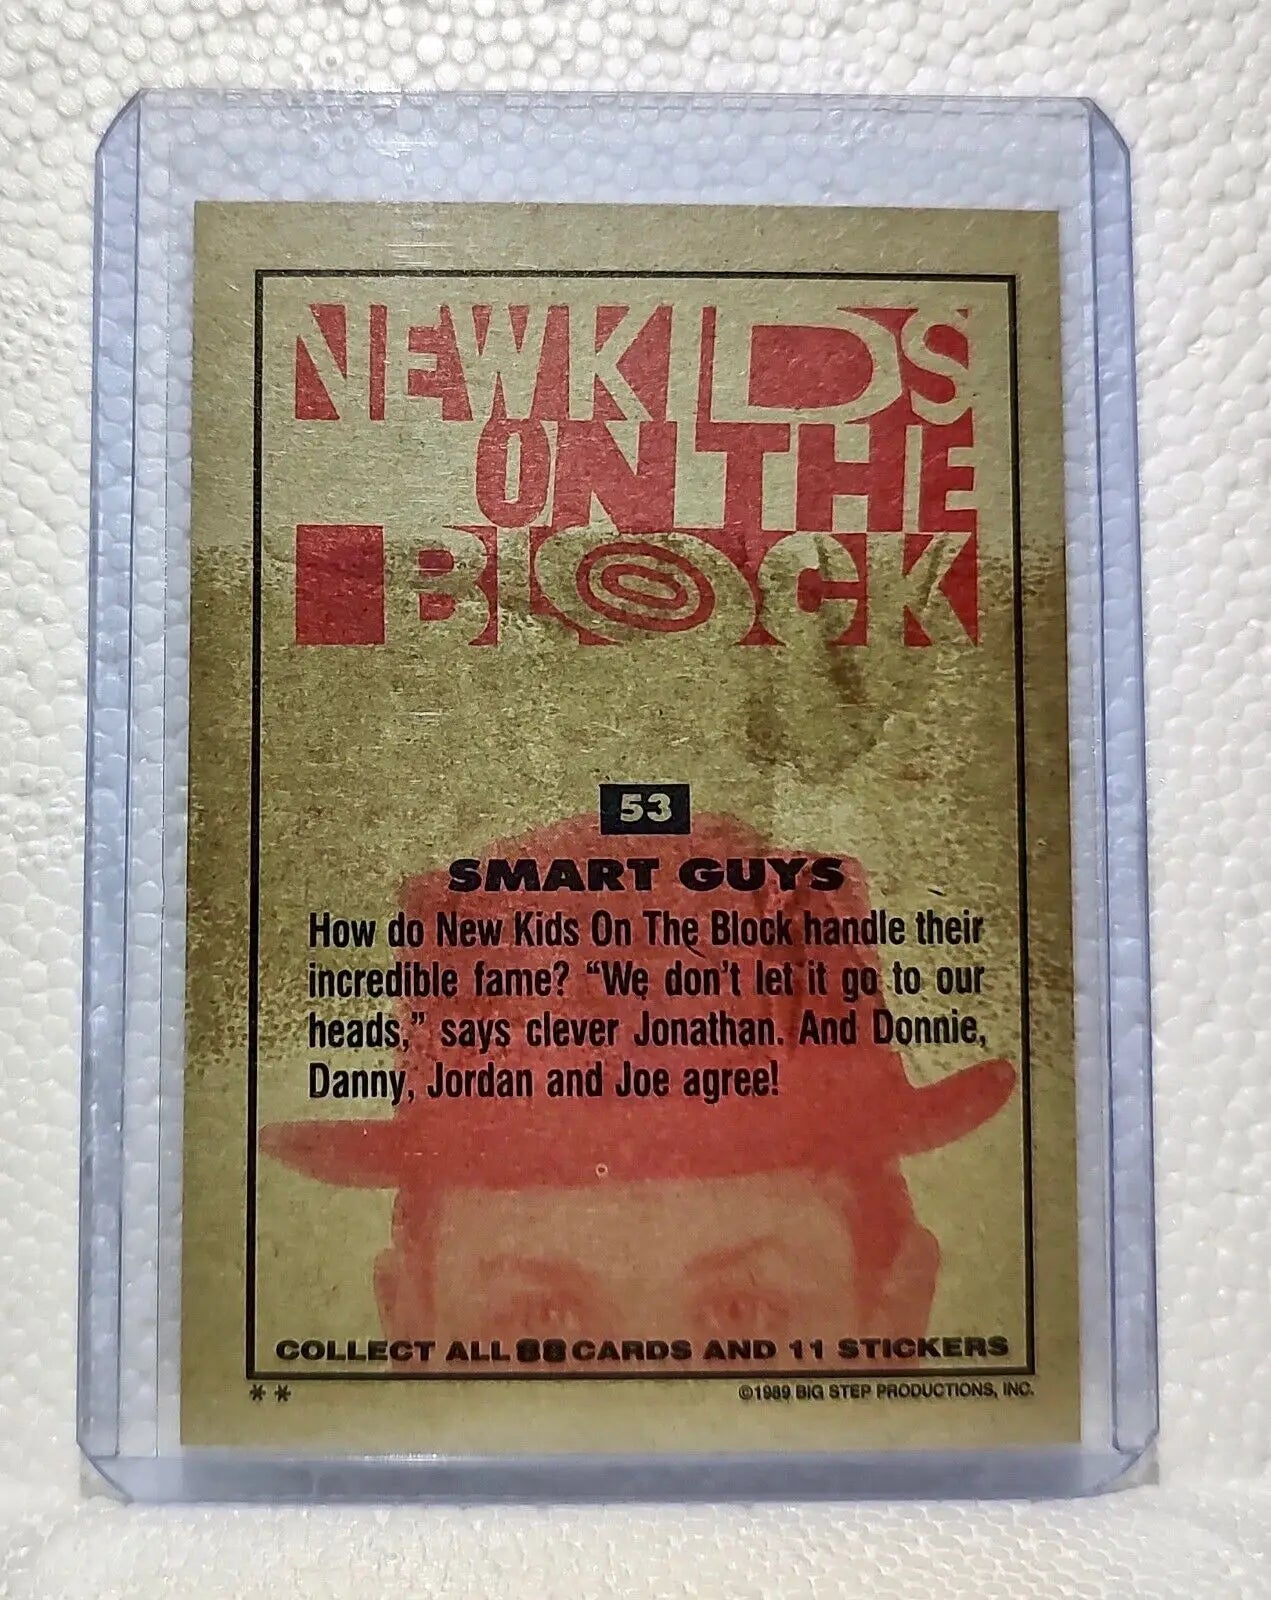 NEW KIDS
ON THE
BLOCK
53
SMART GUYS
How do New Kids On The Block handle their
incredible fame? “We don’t let it go to our
heads,” says clever Jonathan. And Donnie,
Danny, Jordan and Joe agree!
COLLECT ALL 88 CARDS AND 11 STICKERS
** ©1989 BIG STEP PRODUCTIONS, INC.